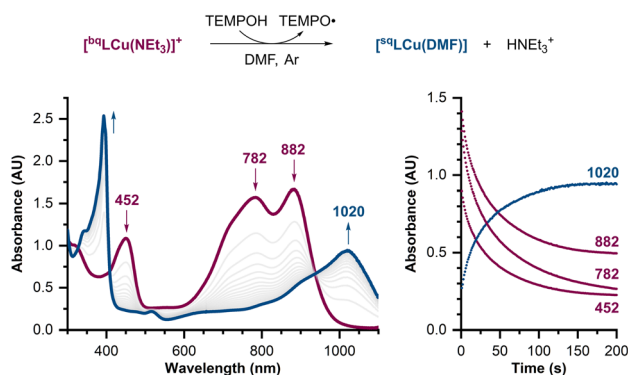 TEMPOH TEMPO•
[ᵇqLCu(NEt₃)]⁺ [ˢqLCu(DMF)] + HNEt₃⁺
DMF, Ar
2.5
2.0
1.5
1.0
0.5
0.0
Absorbance (AU)
452
782
882
1020
400 600 800 1000
Wavelength (nm)
1.5
1.0
0.5
0.0
Absorbance (AU)
1020
882
782
452
0 50 100 150 200
Time (s)